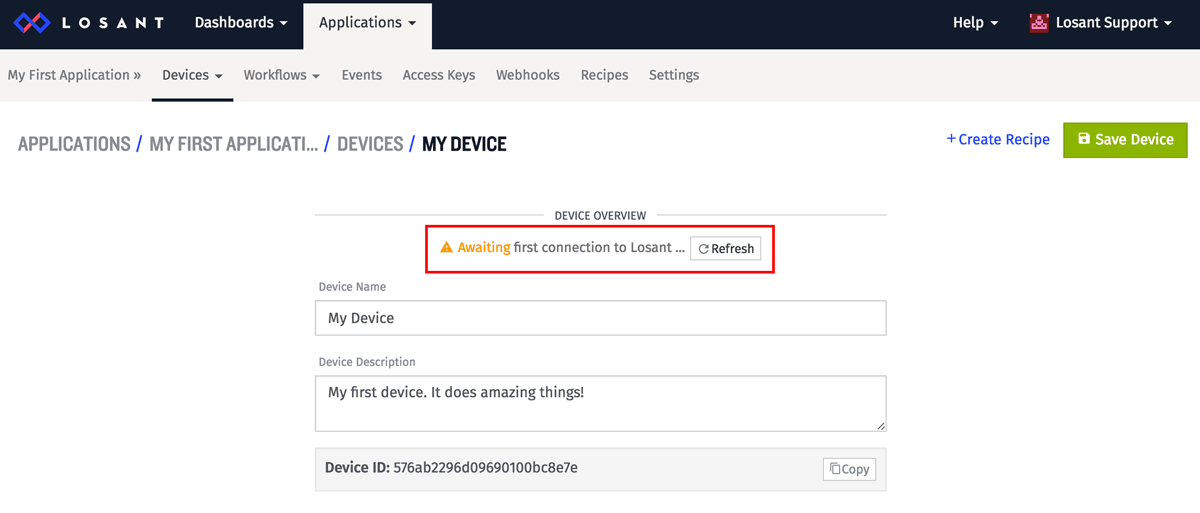 LOSANT Dashboards Applications Help Losant Support
My First Application » Devices Workflows Events Access Keys Webhooks Recipes Settings
APPLICATIONS / MY FIRST APPLICATI... / DEVICES / MY DEVICE + Create Recipe Save Device
DEVICE OVERVIEW
Awaiting first connection to Losant ... Refresh
Device Name
My Device
Device Description
My first device. It does amazing things!
Device ID: 576ab2296d09690100bc8e7e Copy